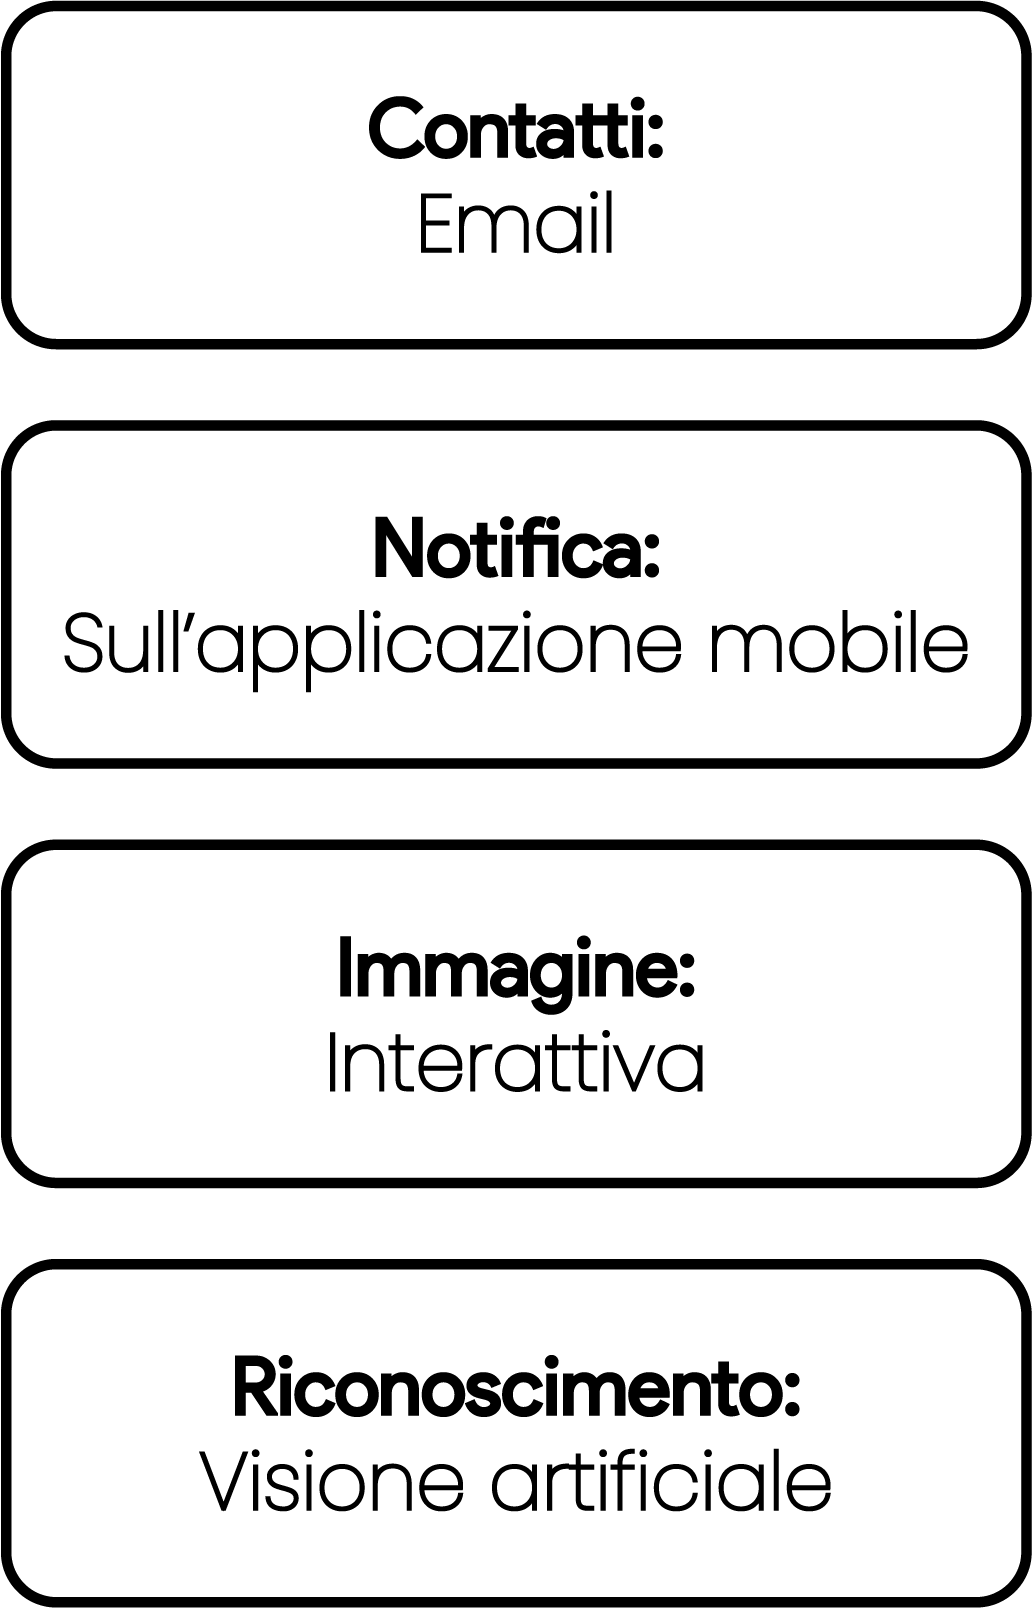 Contatti:
Email
Notifica:
Sull’applicazione mobile
Immagine:
Interattiva
Riconoscimento:
Visione artificiale